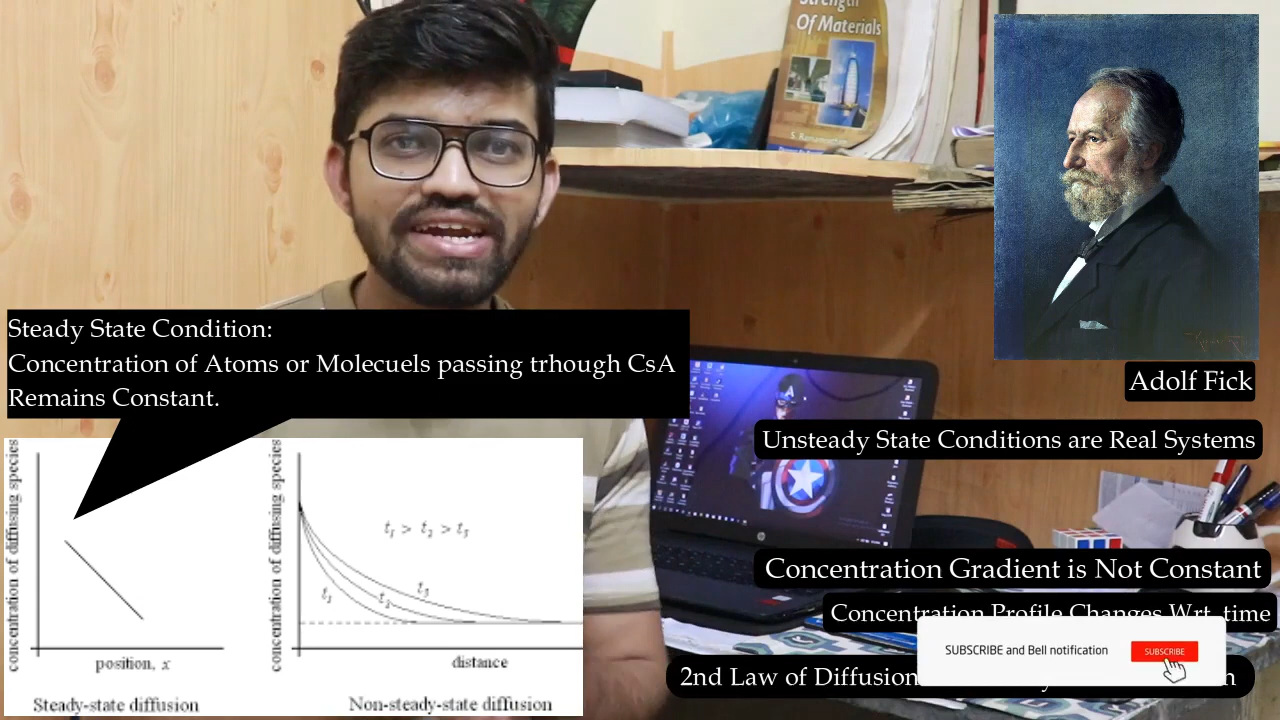 Strength
Of Materials
S. Ramamrutham
Steady State Condition:
Concentration of Atoms or Molecuels passing trhough CsA
Remains Constant.
Adolf Fick
Unsteady State Conditions are Real Systems
Concentration Gradient is Not Constant
Concentration Profile Changes Wrt. time
SUBSCRIBE and Bell notification
SUBSCRIBE
2nd Law of Diffusion
concentration of diffusing species
position, x
Steady-state diffusion
concentration of diffusing species
t₁ > t₂ > t₃
t₁
t₂
t₃
distance
Non-steady-state diffusion
hp
A